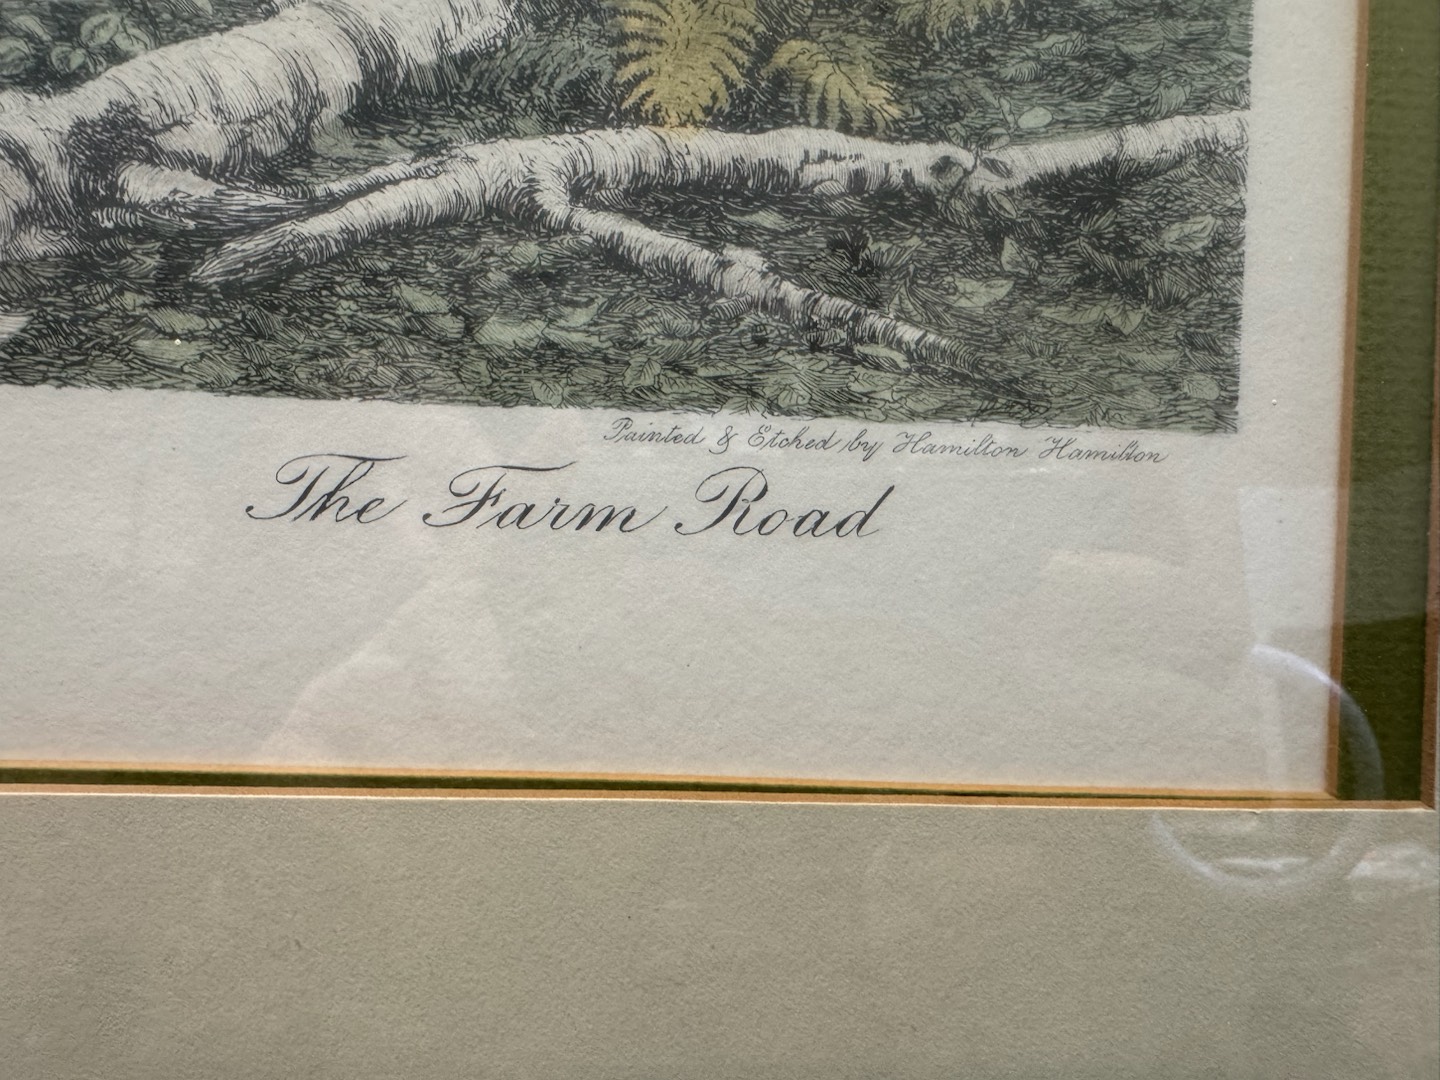 Painted & Etched by Hamilton Hamilton
The Farm Road